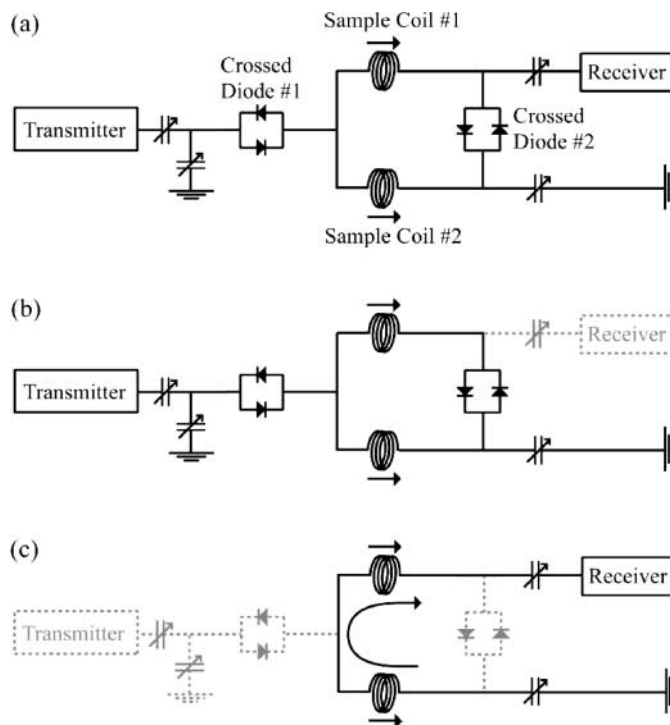 (a)
Sample Coil #1
Crossed
Diode #1
Receiver
Transmitter
Crossed
Diode #2
Sample Coil #2
(b)
Receiver
Transmitter
(c)
Receiver
Transmitter